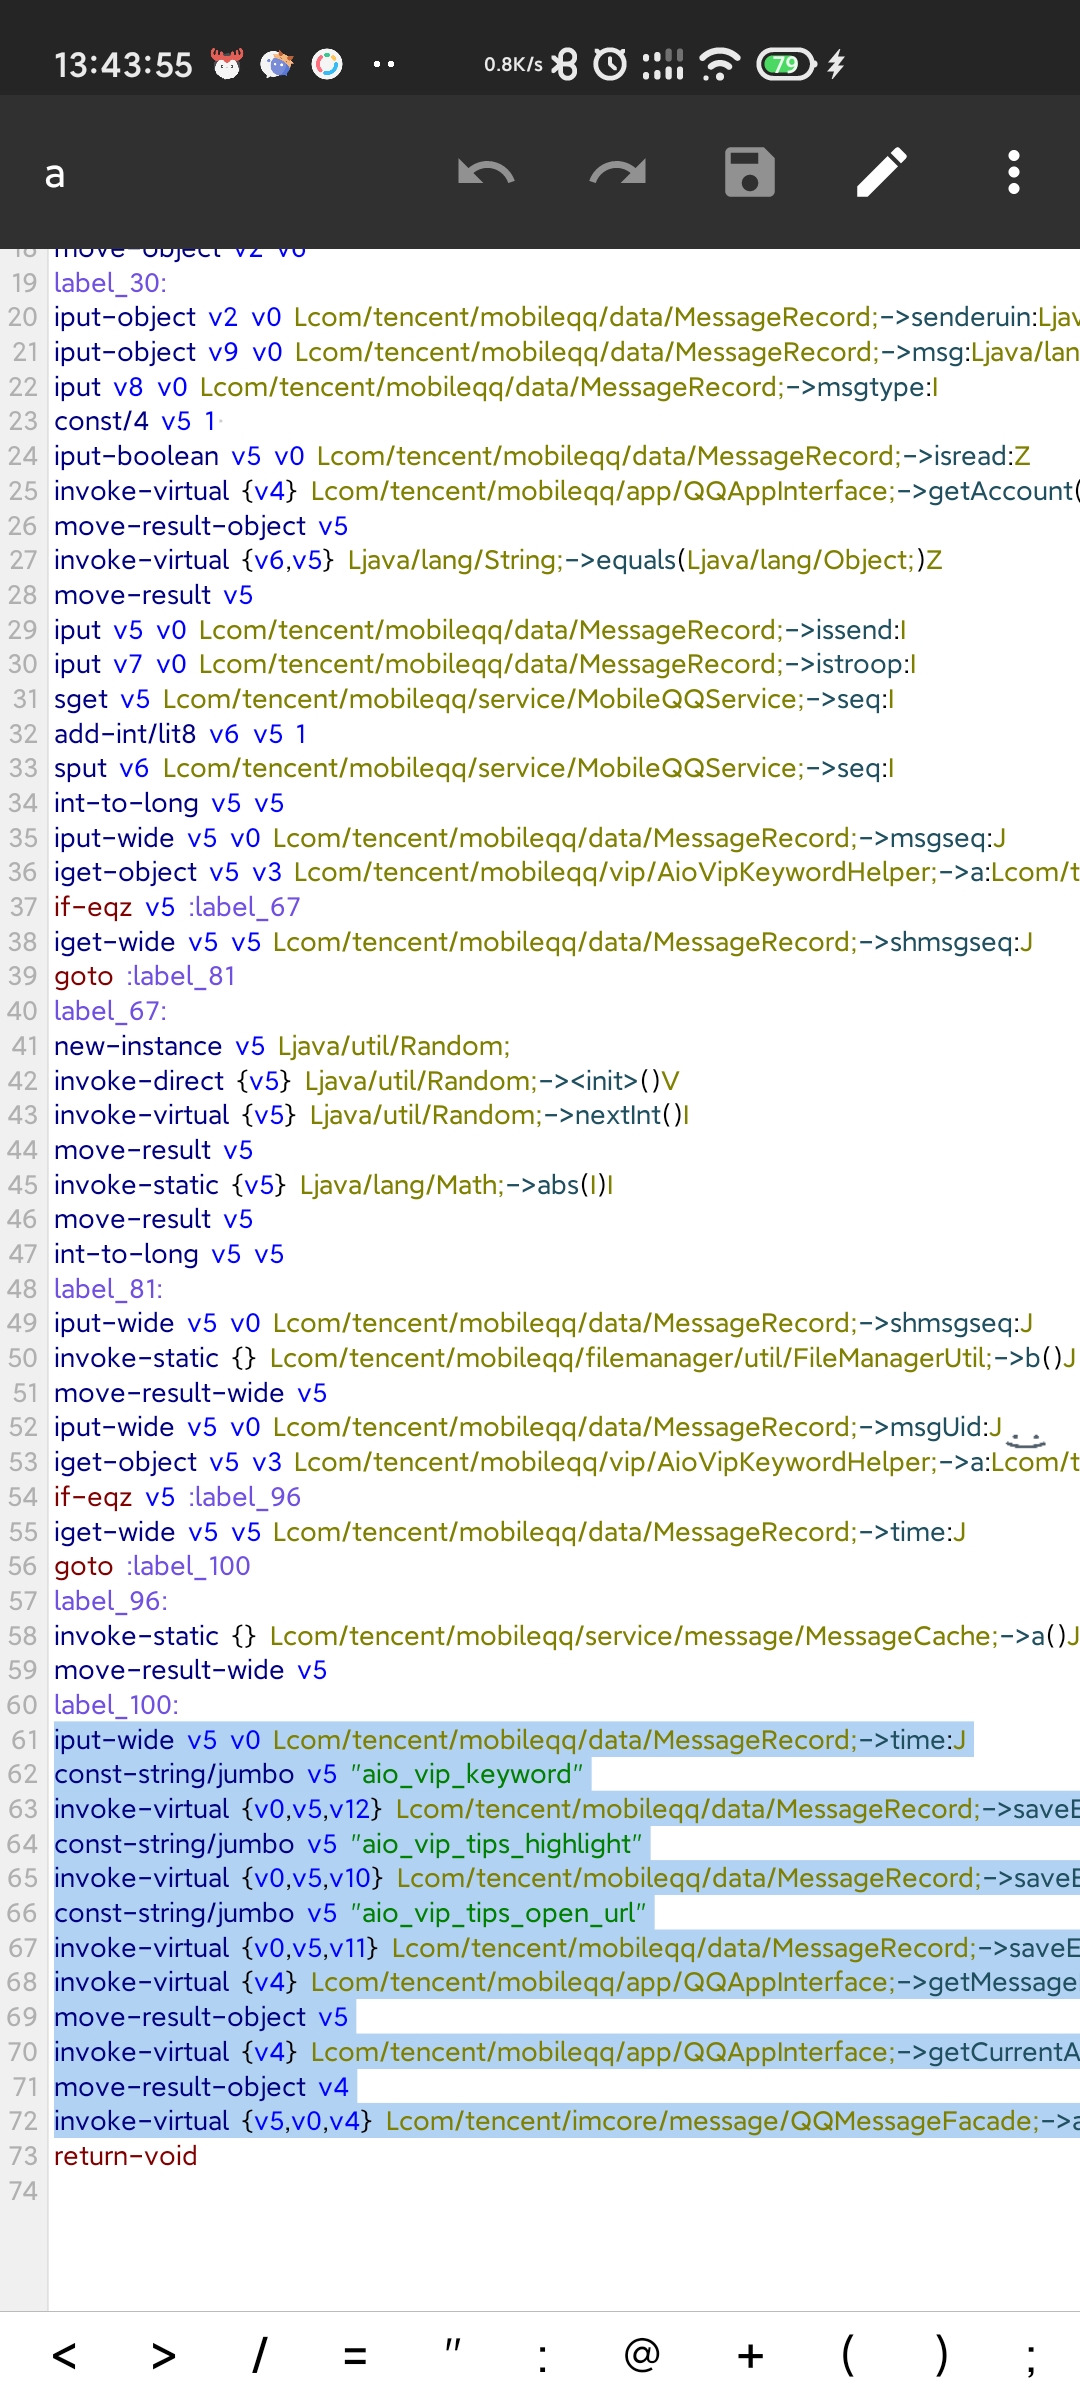 13:43:55
0.8K/s
79
a
18 move-object v2 v6
19 label_30:
20 iput-object v2 v0 Lcom/tencent/mobileqq/data/MessageRecord;->senderuin:Ljav
21 iput-object v9 v0 Lcom/tencent/mobileqq/data/MessageRecord;->msg:Ljava/lan
22 iput v8 v0 Lcom/tencent/mobileqq/data/MessageRecord;->msgtype:I
23 const/4 v5 1
24 iput-boolean v5 v0 Lcom/tencent/mobileqq/data/MessageRecord;->isread:Z
25 invoke-virtual {v4} Lcom/tencent/mobileqq/app/QQAppInterface;->getAccount(
26 move-result-object v5
27 invoke-virtual {v6,v5} Ljava/lang/String;->equals(Ljava/lang/Object;)Z
28 move-result v5
29 iput v5 v0 Lcom/tencent/mobileqq/data/MessageRecord;->issend:I
30 iput v7 v0 Lcom/tencent/mobileqq/data/MessageRecord;->istroop:I
31 sget v5 Lcom/tencent/mobileqq/service/MobileQQService;->seq:I
32 add-int/lit8 v6 v5 1
33 sput v6 Lcom/tencent/mobileqq/service/MobileQQService;->seq:I
34 int-to-long v5 v5
35 iput-wide v5 v0 Lcom/tencent/mobileqq/data/MessageRecord;->msgseq:J
36 iget-object v5 v3 Lcom/tencent/mobileqq/vip/AioVipKeywordHelper;->a:Lcom/t
37 if-eqz v5 :label_67
38 iget-wide v5 v5 Lcom/tencent/mobileqq/data/MessageRecord;->shmsgseq:J
39 goto :label_81
40 label_67:
41 new-instance v5 Ljava/util/Random;
42 invoke-direct {v5} Ljava/util/Random;-><init>()V
43 invoke-virtual {v5} Ljava/util/Random;->nextInt()I
44 move-result v5
45 invoke-static {v5} Ljava/lang/Math;->abs(I)I
46 move-result v5
47 int-to-long v5 v5
48 label_81:
49 iput-wide v5 v0 Lcom/tencent/mobileqq/data/MessageRecord;->shmsgseq:J
50 invoke-static {} Lcom/tencent/mobileqq/filemanager/util/FileManagerUtil;->b()J
51 move-result-wide v5
52 iput-wide v5 v0 Lcom/tencent/mobileqq/data/MessageRecord;->msgUid:J
53 iget-object v5 v3 Lcom/tencent/mobileqq/vip/AioVipKeywordHelper;->a:Lcom/t
54 if-eqz v5 :label_96
55 iget-wide v5 v5 Lcom/tencent/mobileqq/data/MessageRecord;->time:J
56 goto :label_100
57 label_96:
58 invoke-static {} Lcom/tencent/mobileqq/service/message/MessageCache;->a()J
59 move-result-wide v5
60 label_100:
61 iput-wide v5 v0 Lcom/tencent/mobileqq/data/MessageRecord;->time:J
62 const-string/jumbo v5 "aio_vip_keyword"
63 invoke-virtual {v0,v5,v12} Lcom/tencent/mobileqq/data/MessageRecord;->saveE
64 const-string/jumbo v5 "aio_vip_tips_highlight"
65 invoke-virtual {v0,v5,v10} Lcom/tencent/mobileqq/data/MessageRecord;->saveE
66 const-string/jumbo v5 "aio_vip_tips_open_url"
67 invoke-virtual {v0,v5,v11} Lcom/tencent/mobileqq/data/MessageRecord;->saveE
68 invoke-virtual {v4} Lcom/tencent/mobileqq/app/QQAppInterface;->getMessage
69 move-result-object v5
70 invoke-virtual {v4} Lcom/tencent/mobileqq/app/QQAppInterface;->getCurrentA
71 move-result-object v4
72 invoke-virtual {v5,v0,v4} Lcom/tencent/imcore/message/QQMessageFacade;->a
73 return-void
74
< > / = " : @ + ( ) ;